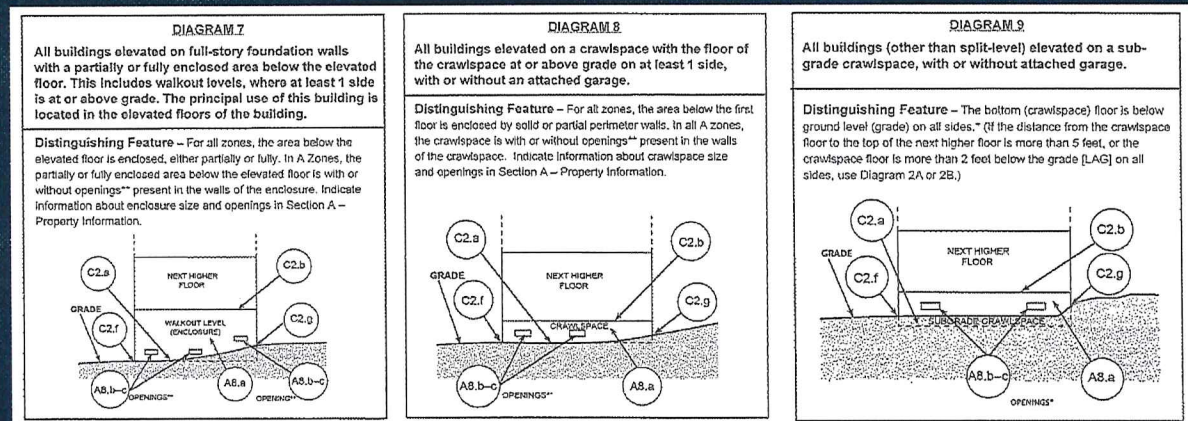 DIAGRAM 7
All buildings elevated on full-story foundation walls
with a partially or fully enclosed area below the elevated
floor. This includes walkout levels, where at least 1 side
is at or above grade. The principal use of this building is
located in the elevated floors of the building.
Distinguishing Feature – For all zones, the area below the
elevated floor is enclosed, either partially or fully. In A Zones, the
partially or fully enclosed area below the elevated floor is with or
without openings** present in the walls of the enclosure. Indicate
information about enclosure size and openings in Section A –
Property Information.
C2.a
C2.b
NEXT HIGHER
FLOOR
GRADE
C2.f
WALKOUT LEVEL
(ENCLOSURE)
C2.g
A8.b–c
OPENINGS**
A8.a
OPENING**
A8.b–c
DIAGRAM 8
All buildings elevated on a crawlspace with the floor of
the crawlspace at or above grade on at least 1 side,
with or without an attached garage.
Distinguishing Feature – For all zones, the area below the first
floor is enclosed by solid or partial perimeter walls. In all A zones,
the crawlspace is with or without openings** present in the walls
of the crawlspace. Indicate information about crawlspace size
and openings in Section A – Property Information.
C2.a
C2.b
NEXT HIGHER
FLOOR
GRADE
C2.f
C2.g
CRAWLSPACE
A8.b–c
OPENINGS**
A8.a
DIAGRAM 9
All buildings (other than split-level) elevated on a sub-
grade crawlspace, with or without attached garage.
Distinguishing Feature – The bottom (crawlspace) floor is below
ground level (grade) on all sides.* (If the distance from the crawlspace
floor to the top of the next higher floor is more than 5 feet, or the
crawlspace floor is more than 2 feet below the grade [LAG] on all
sides, use Diagram 2A or 2B.)
C2.a
C2.b
NEXT HIGHER
FLOOR
GRADE
C2.f
C2.g
SUBGRADE CRAWLSPACE
A8.b–c
A8.a
OPENINGS*